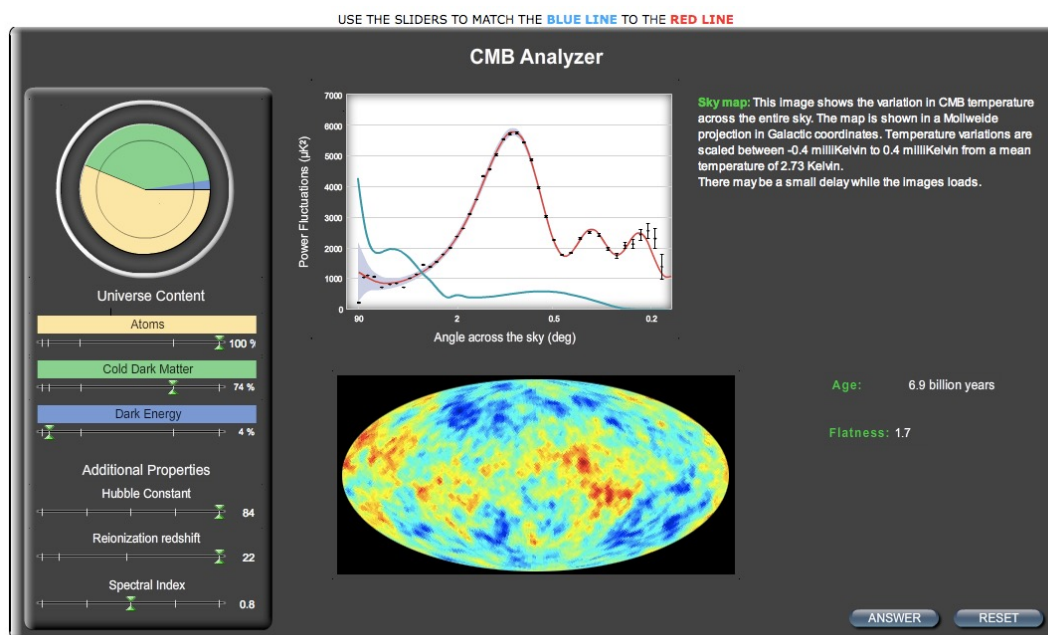 USE THE SLIDERS TO MATCH THE BLUE LINE TO THE RED LINE
CMB Analyzer
Universe Content
Atoms
100 %
Cold Dark Matter
74 %
Dark Energy
4 %
Additional Properties
Hubble Constant
84
Reionization redshift
22
Spectral Index
0.8
Power Fluctuations (µK²)
7000
6000
5000
4000
3000
2000
1000
0
90
2
0.5
0.2
Angle across the sky (deg)
Sky map: This image shows the variation in CMB temperature
across the entire sky. The map is shown in a Mollweide
projection in Galactic coordinates. Temperature variations are
scaled between -0.4 milliKelvin to 0.4 milliKelvin from a mean
temperature of 2.73 Kelvin.
There may be a small delay while the images loads.
Age: 6.9 billion years
Flatness: 1.7
ANSWER
RESET